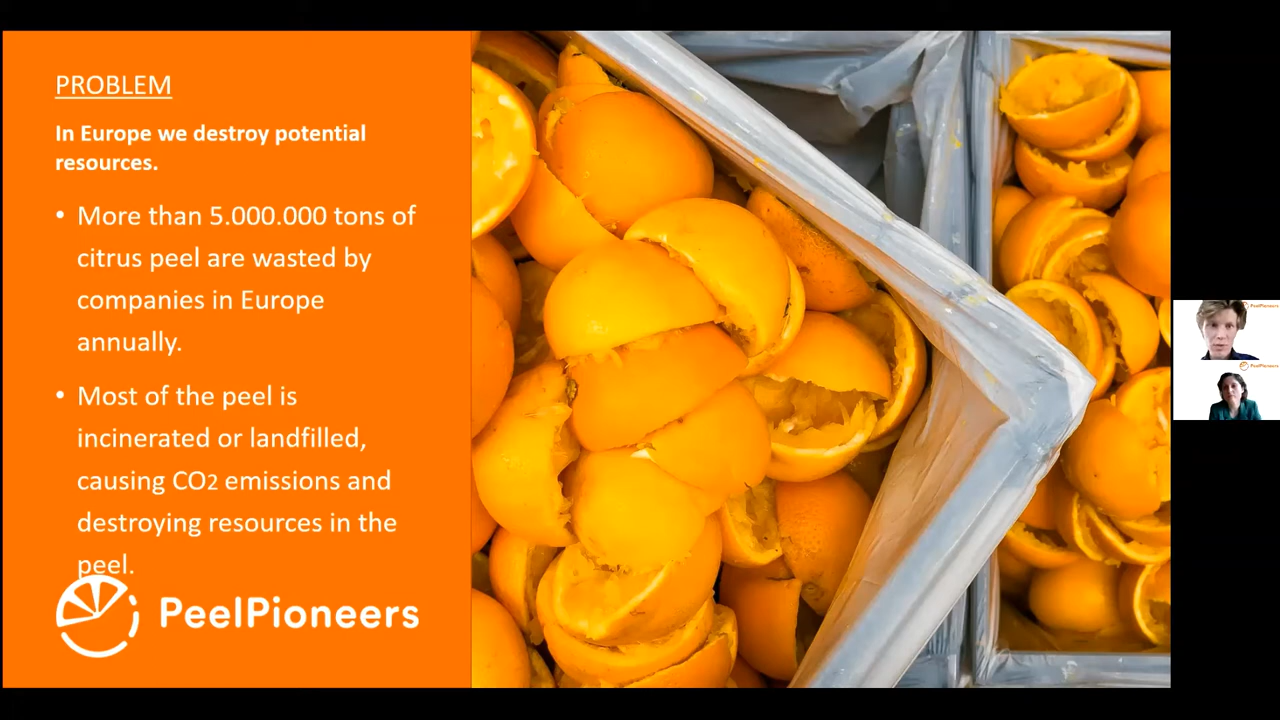 PROBLEM
In Europe we destroy potential
resources.
• More than 5.000.000 tons of
citrus peel are wasted by
companies in Europe
annually.
• Most of the peel is
incinerated or landfilled,
causing CO2 emissions and
destroying resources in the
peel.
PeelPioneers
PeelPioneers
PeelPioneers